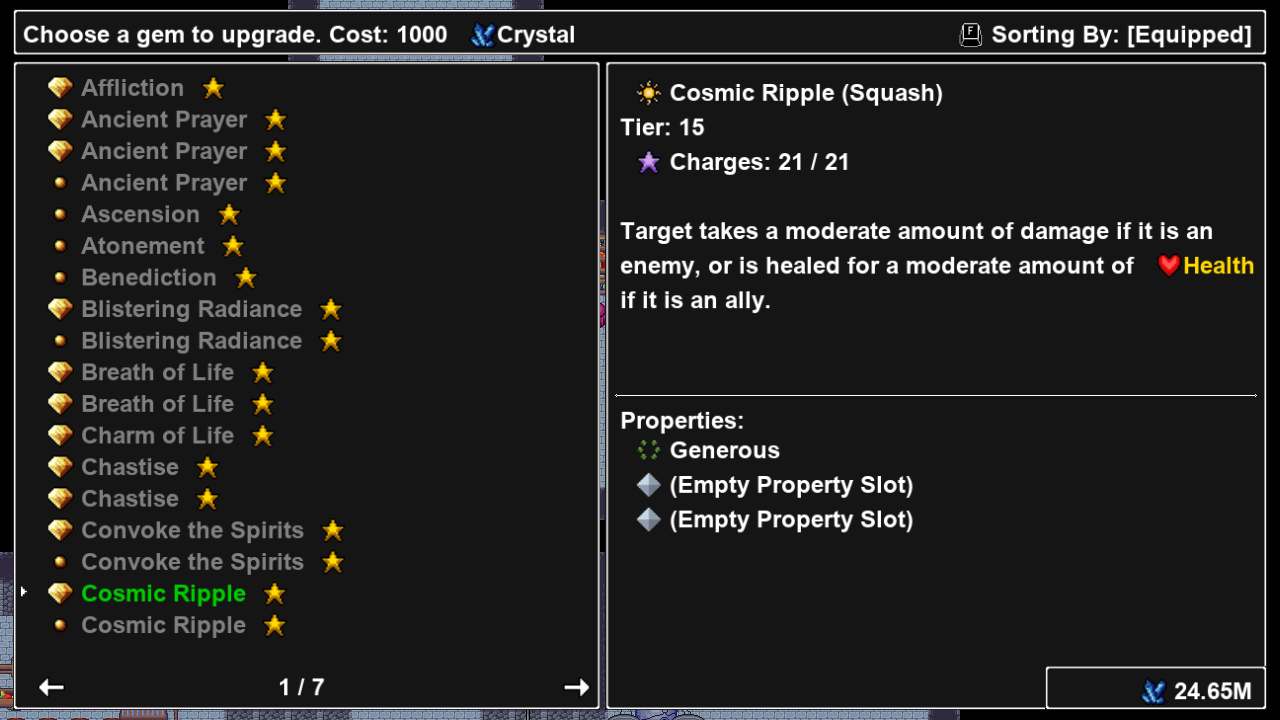 Choose a gem to upgrade. Cost: 1000 Crystal
F Sorting By: [Equipped]
Affliction
Ancient Prayer
Ancient Prayer
Ancient Prayer
Ascension
Atonement
Benediction
Blistering Radiance
Blistering Radiance
Breath of Life
Breath of Life
Charm of Life
Chastise
Chastise
Convoke the Spirits
Convoke the Spirits
Cosmic Ripple
Cosmic Ripple
1 / 7
Cosmic Ripple (Squash)
Tier: 15
Charges: 21 / 21
Target takes a moderate amount of damage if it is an
enemy, or is healed for a moderate amount of Health
if it is an ally.
Properties:
Generous
(Empty Property Slot)
(Empty Property Slot)
24.65M